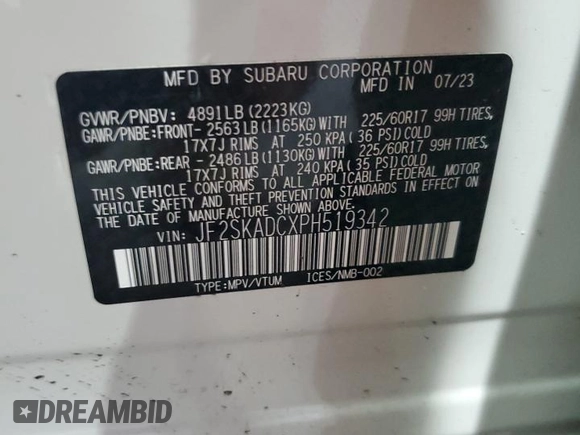 MFD BY SUBARU CORPORATION
MFD IN 07/23
GVWR/PNBV: 4891LB(2223KG)
GAWR/PNBE:FRONT- 2563LB(1165KG)WITH 225/60R17 99H TIRES,
17X7J RIMS AT 250 KPA(36 PSI)COLD
GAWR/PNBE:REAR - 2486LB(1130KG)WITH 225/60R17 99H TIRES,
17X7J RIMS AT 240 KPA(35 PSI)COLD
THIS VEHICLE CONFORMS TO ALL APPLICABLE FEDERAL MOTOR
VEHICLE SAFETY AND THEFT PREVENTION STANDARDS IN EFFECT ON
THE DATE OF MANUFACTURE SHOWN ABOVE.
VIN: JF2SKADCXPH519342
TYPE:MPV/VTUM ICES/NMB-002
DREAMBID